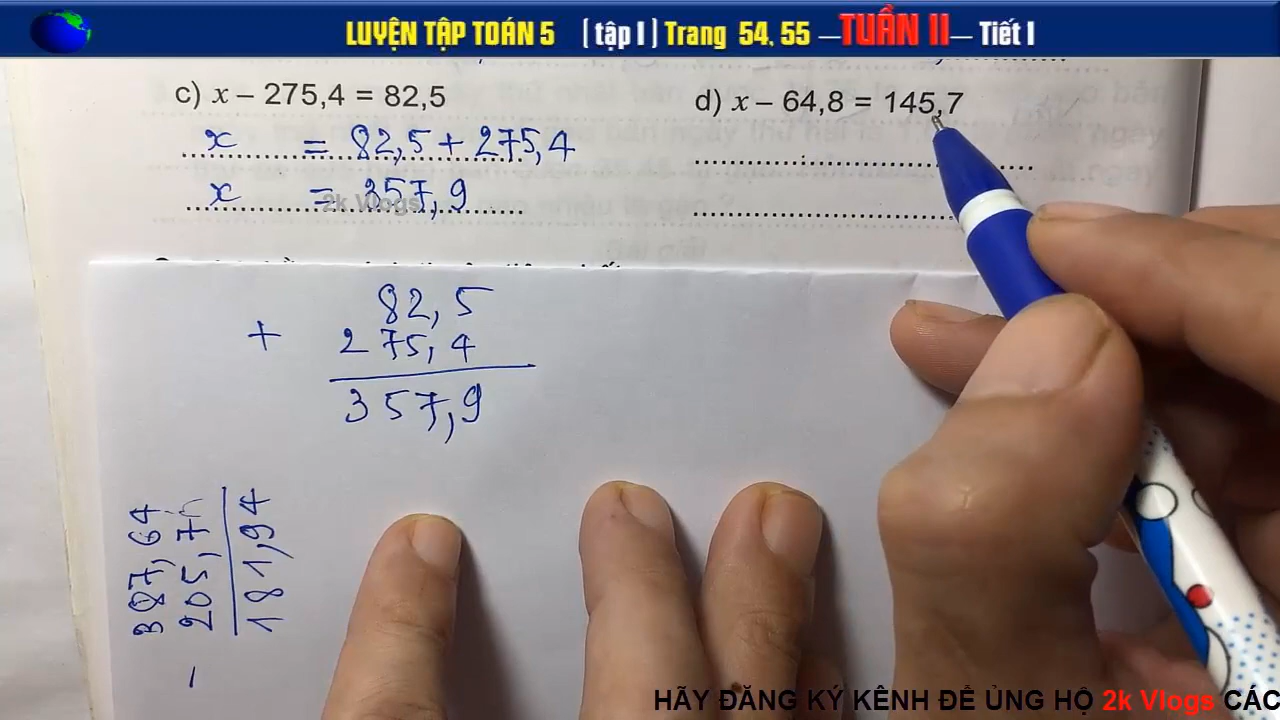 LUYỆN TẬP TOÁN 5 ( tập I ) Trang 54. 55 —TUẦN II— Tiết I
c) x – 275,4 = 82,5
d) x – 64,8 = 145,7
x = 82,5 + 275,4
x = 357,9
2k Vlogs
82,5
+
275,4
357,9
387,64
205,7
181,94
–
HÃY ĐĂNG KÝ KÊNH ĐỂ ỦNG HỘ 2k Vlogs CÁC